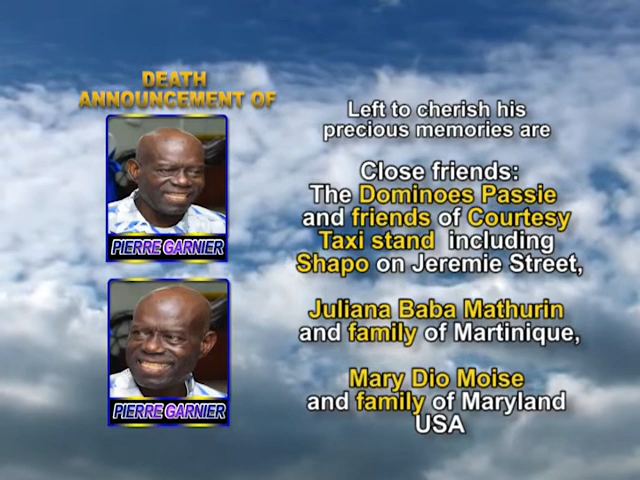 DEATH
ANNOUNCEMENT OF
PIERRE GARNIER
PIERRE GARNIER
Left to cherish his
precious memories are
Close friends:
The Dominoes Passie
and friends of Courtesy
Taxi stand including
Shapo on Jeremie Street,
Juliana Baba Mathurin
and family of Martinique,
Mary Dio Moise
and family of Maryland
USA